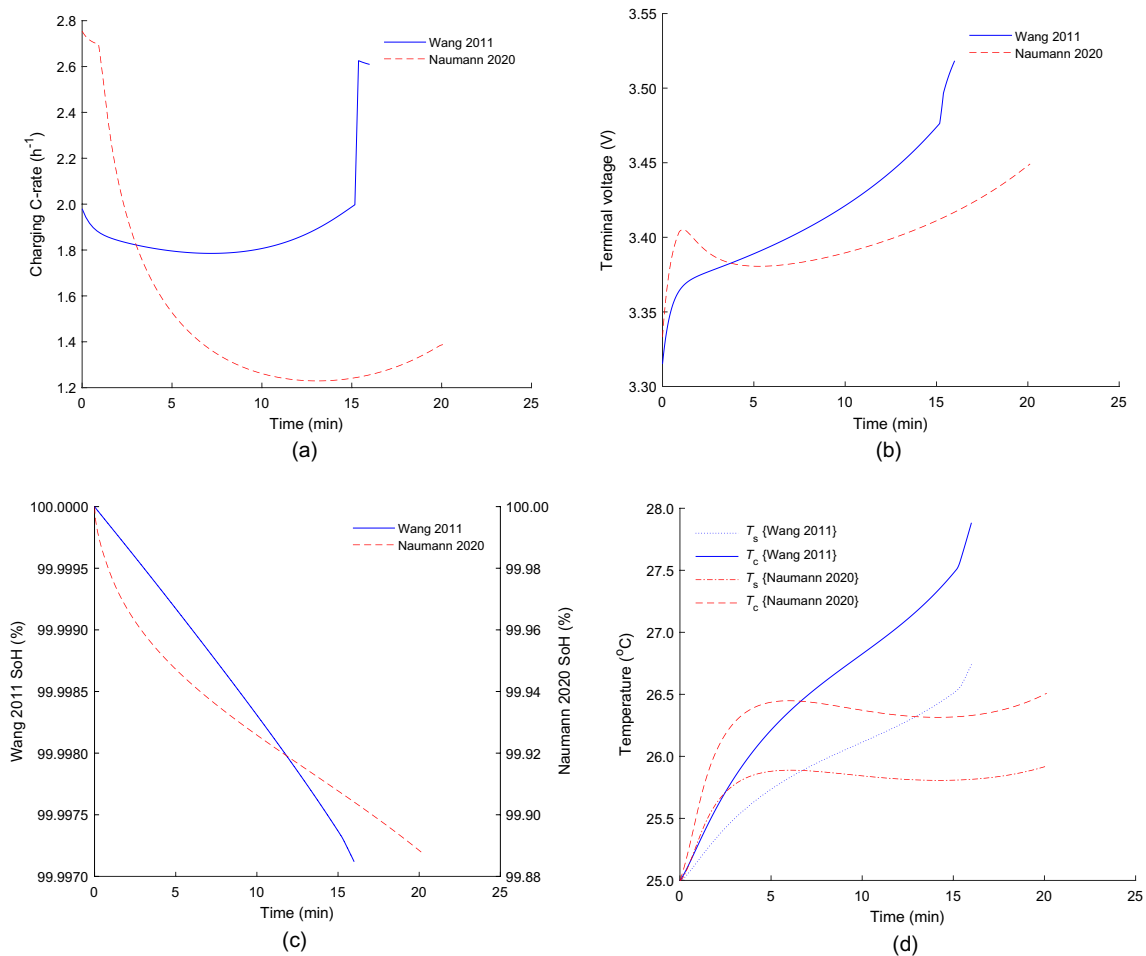 2.8
2.6
2.4
2.2
2.0
1.8
1.6
1.4
1.2
Charging C-rate (h⁻¹)
Wang 2011
Naumann 2020
0 5 10 15 20 25
Time (min)
(a)
3.55
3.50
3.45
3.40
3.35
3.30
Terminal voltage (V)
Wang 2011
Naumann 2020
0 5 10 15 20 25
Time (min)
(b)
100.0000
99.9995
99.9990
99.9985
99.9980
99.9975
99.9970
Wang 2011 SoH (%)
Wang 2011
Naumann 2020
100.00
99.98
99.96
99.94
99.92
99.90
99.88
Naumann 2020 SoH (%)
0 5 10 15 20 25
Time (min)
(c)
28.0
27.5
27.0
26.5
26.0
25.5
25.0
Temperature (°C)
Tₛ {Wang 2011}
T_c {Wang 2011}
Tₛ {Naumann 2020}
T_c {Naumann 2020}
0 5 10 15 20 25
Time (min)
(d)